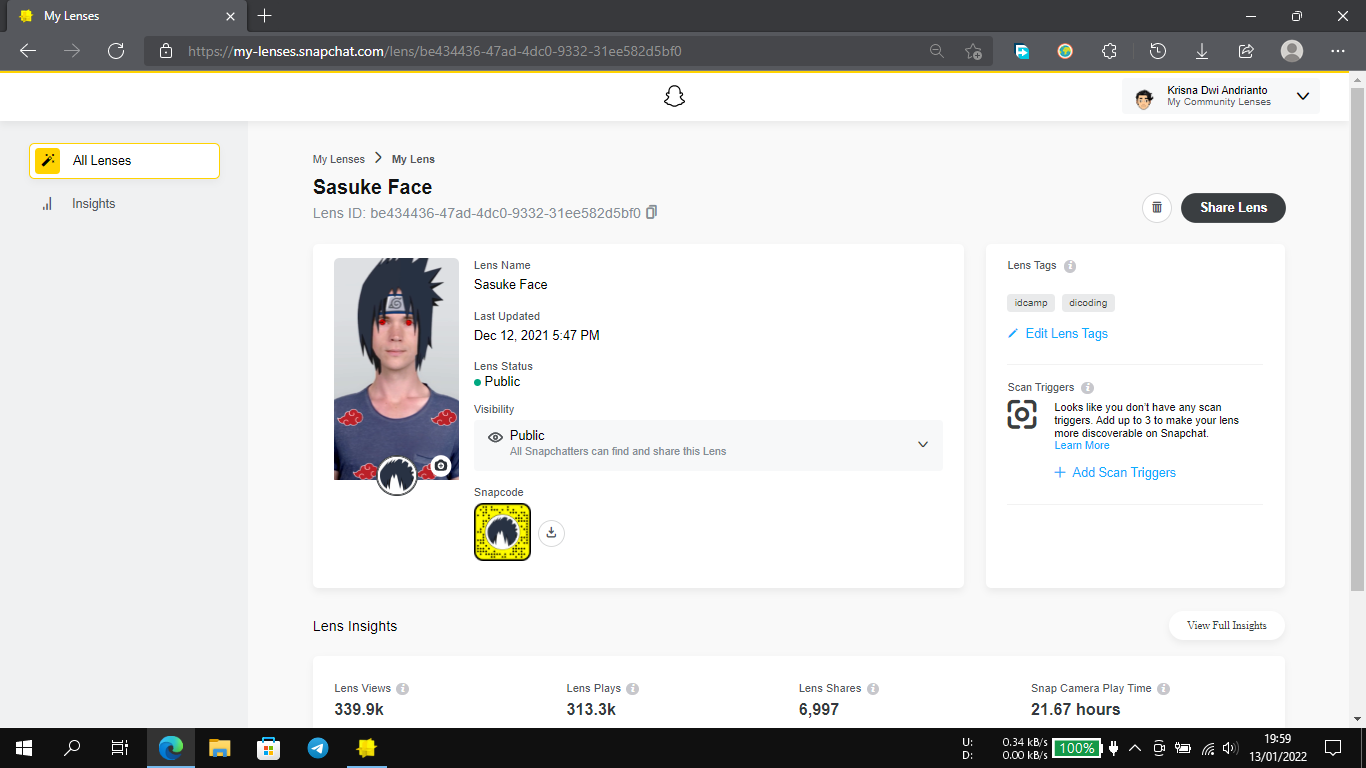 My Lenses
https://my-lenses.snapchat.com/lens/be434436-47ad-4dc0-9332-31ee582d5bf0
Krisna Dwi Andrianto
My Community Lenses
All Lenses
Insights
My Lenses > My Lens
Sasuke Face
Lens ID: be434436-47ad-4dc0-9332-31ee582d5bf0
Share Lens
Lens Name
Sasuke Face
Last Updated
Dec 12, 2021 5:47 PM
Lens Status
Public
Visibility
Public
All Snapchatters can find and share this Lens
Snapcode
Lens Tags
idcamp dicoding
Edit Lens Tags
Scan Triggers
Looks like you don't have any scan
triggers. Add up to 3 to make your lens
more discoverable on Snapchat.
Learn More
+ Add Scan Triggers
Lens Insights
View Full Insights
Lens Views
339.9k
Lens Plays
313.3k
Lens Shares
6,997
Snap Camera Play Time
21.67 hours
U: 0.34 kB/s
D: 0.00 kB/s
100%
19:59
13/01/2022